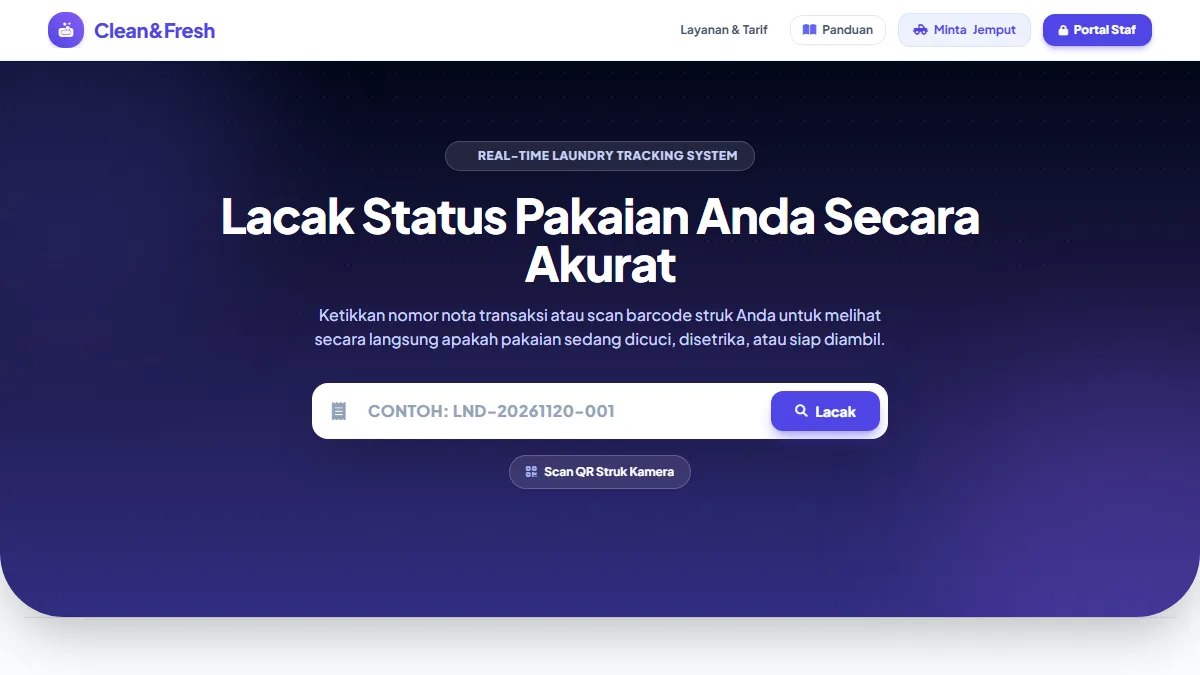 Clean&Fresh
Layanan & Tarif
Panduan
Minta Jemput
Portal Staf
REAL-TIME LAUNDRY TRACKING SYSTEM
Lacak Status Pakaian Anda Secara
Akurat
Ketikkan nomor nota transaksi atau scan barcode struk Anda untuk melihat
secara langsung apakah pakaian sedang dicuci, disetrika, atau siap diambil.
CONTOH: LND-20261120-001
Lacak
Scan QR Struk Kamera